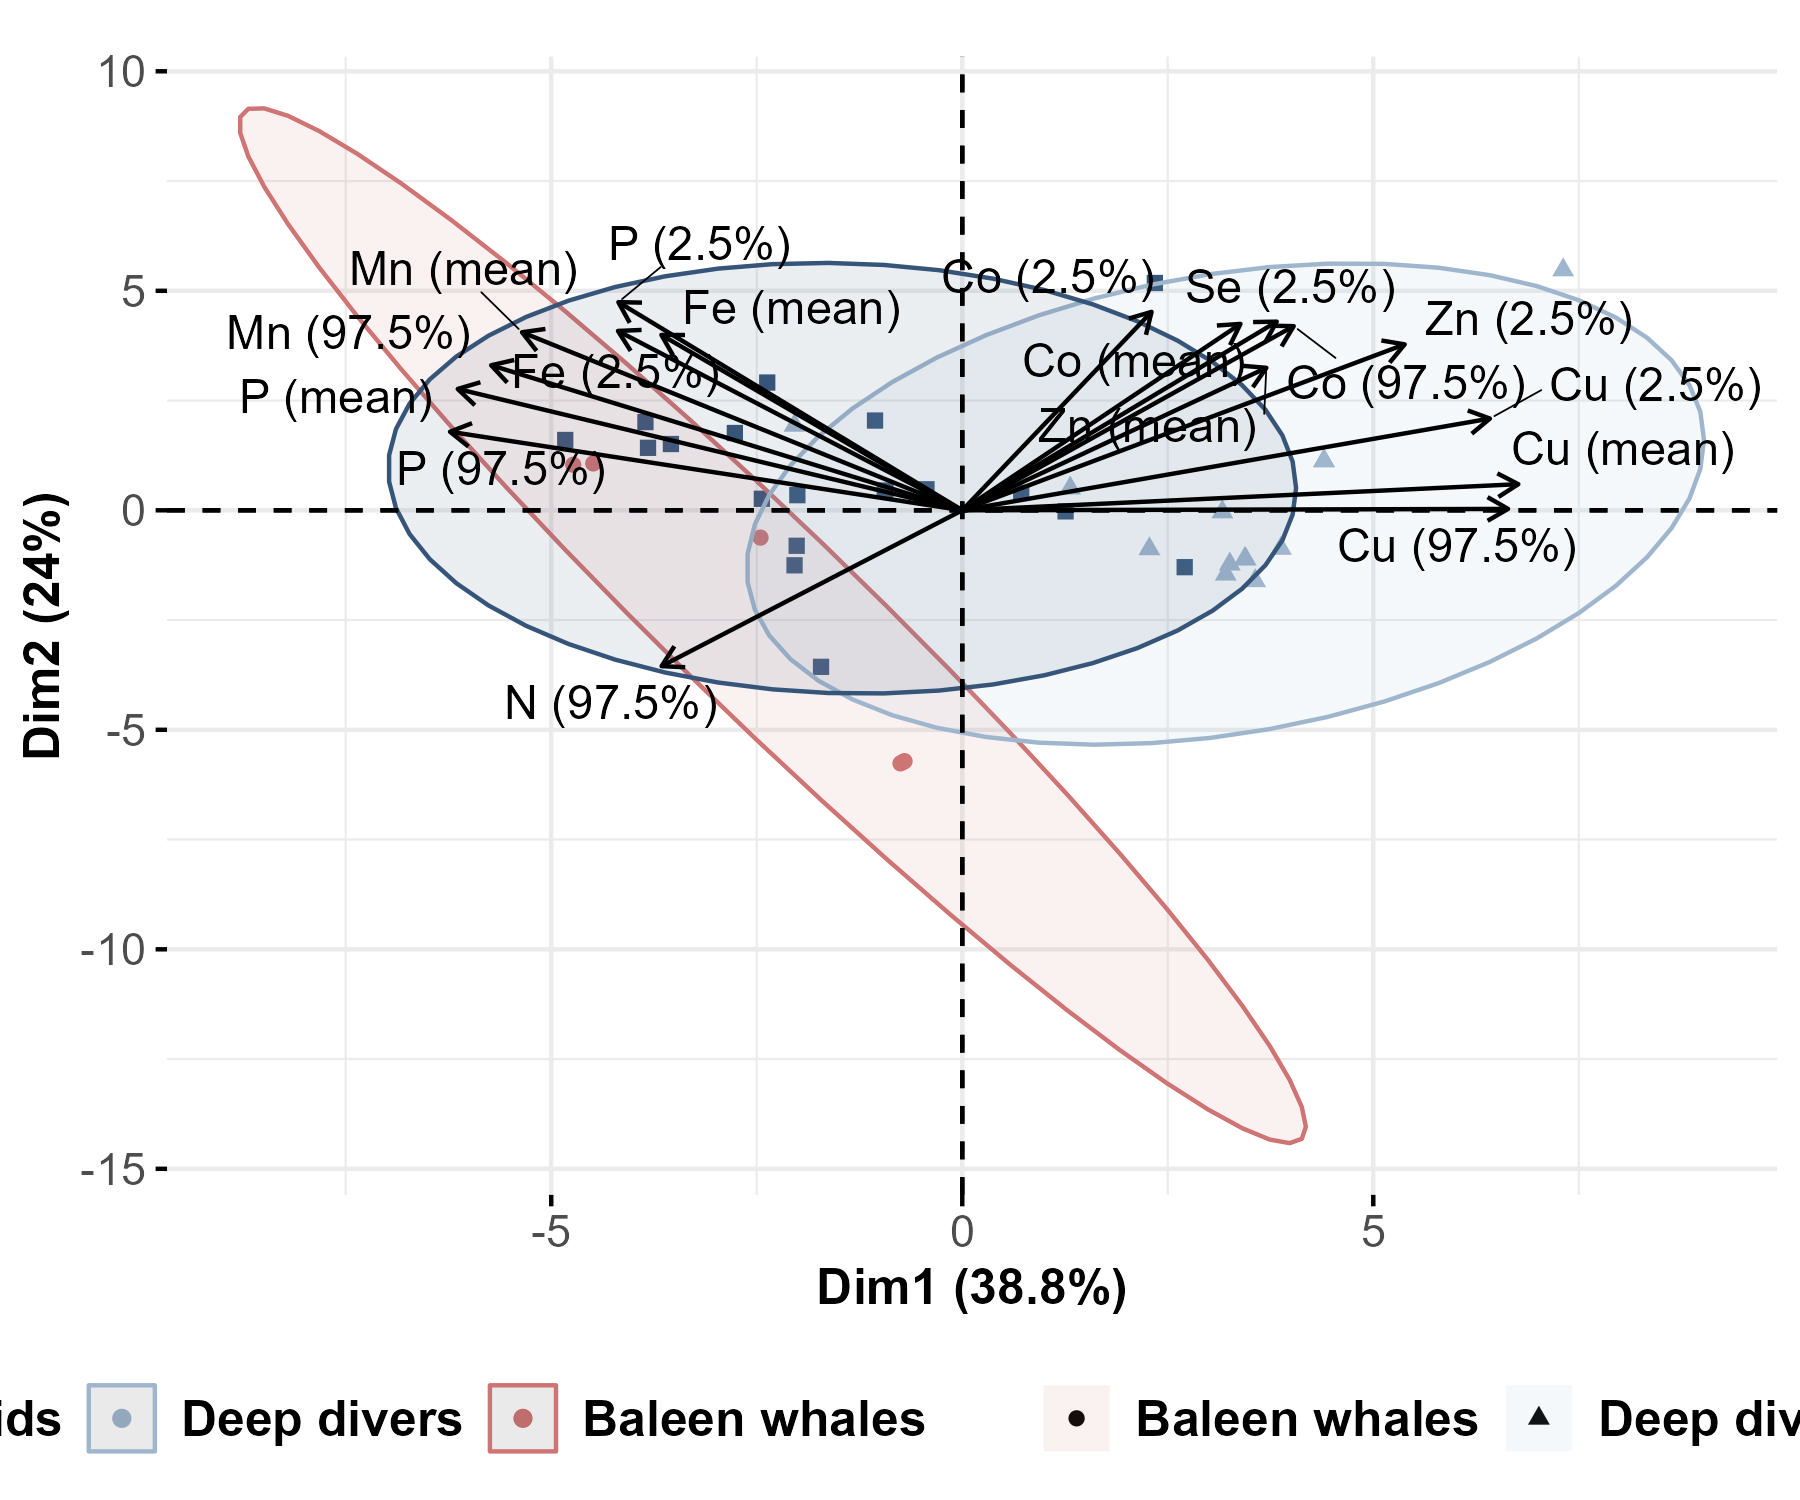 10
5
0
-5
-10
-15
Dim2 (24%)
P (2.5%)
Mn (mean)
Fe (mean)
Mn (97.5%)
Fe (2.5%)
P (mean)
P (97.5%)
N (97.5%)
Co (2.5%)
Se (2.5%)
Zn (2.5%)
Co (mean)
Co (97.5%)
Cu (2.5%)
Zn (mean)
Cu (mean)
Cu (97.5%)
-5
0
5
Dim1 (38.8%)
ids Deep divers Baleen whales Baleen whales Deep div